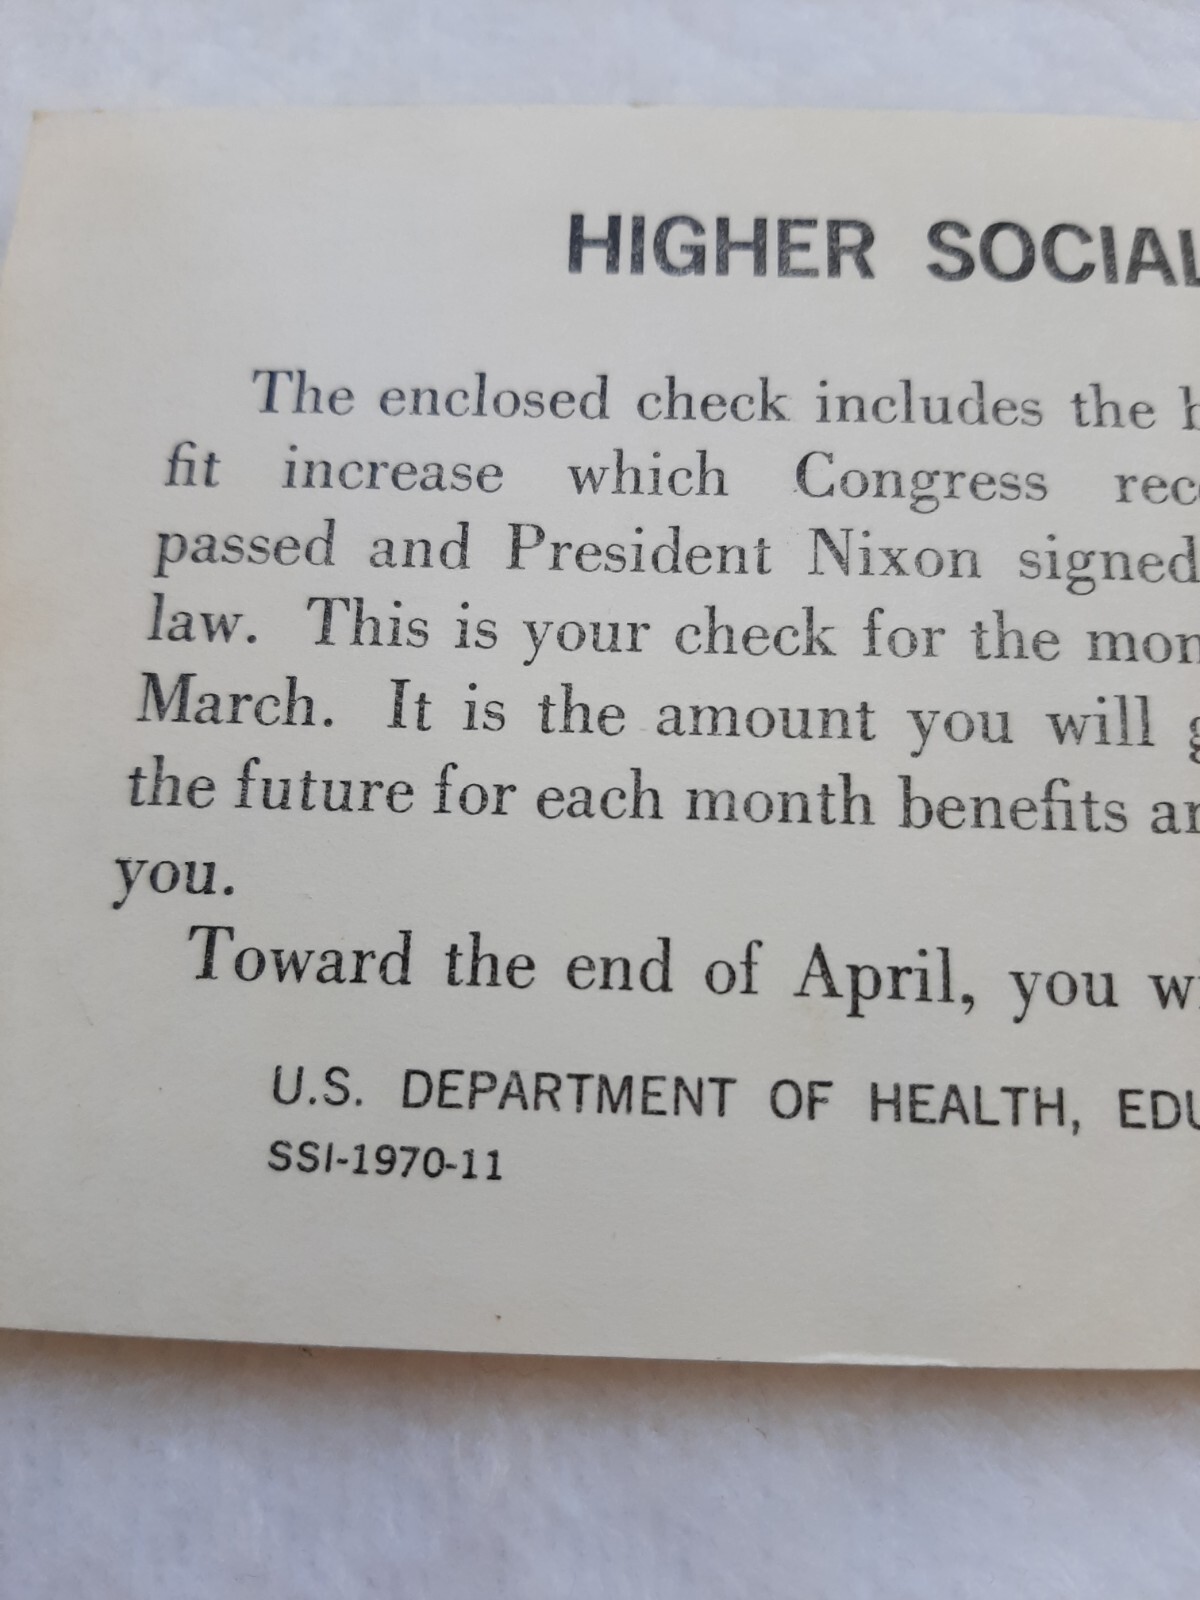 HIGHER SOCIAL
The enclosed check includes the
fit increase which Congress
passed and President Nixon signed
law. This is your check for the
March. It is the amount you will
the future for each month benefits
you.
Toward the end of April, you
U.S. DEPARTMENT OF HEALTH,
SSI-1970-11